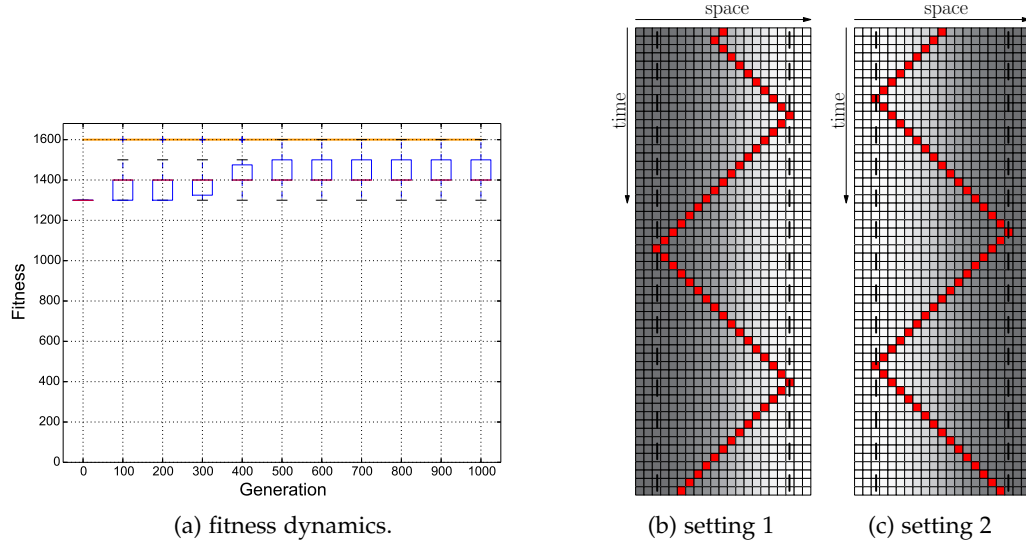 space
space
time
time
Fitness
1600
1400
1200
1000
800
600
400
200
0
0 100 200 300 400 500 600 700 800 900 1000
Generation
(a) fitness dynamics.
(b) setting 1
(c) setting 2